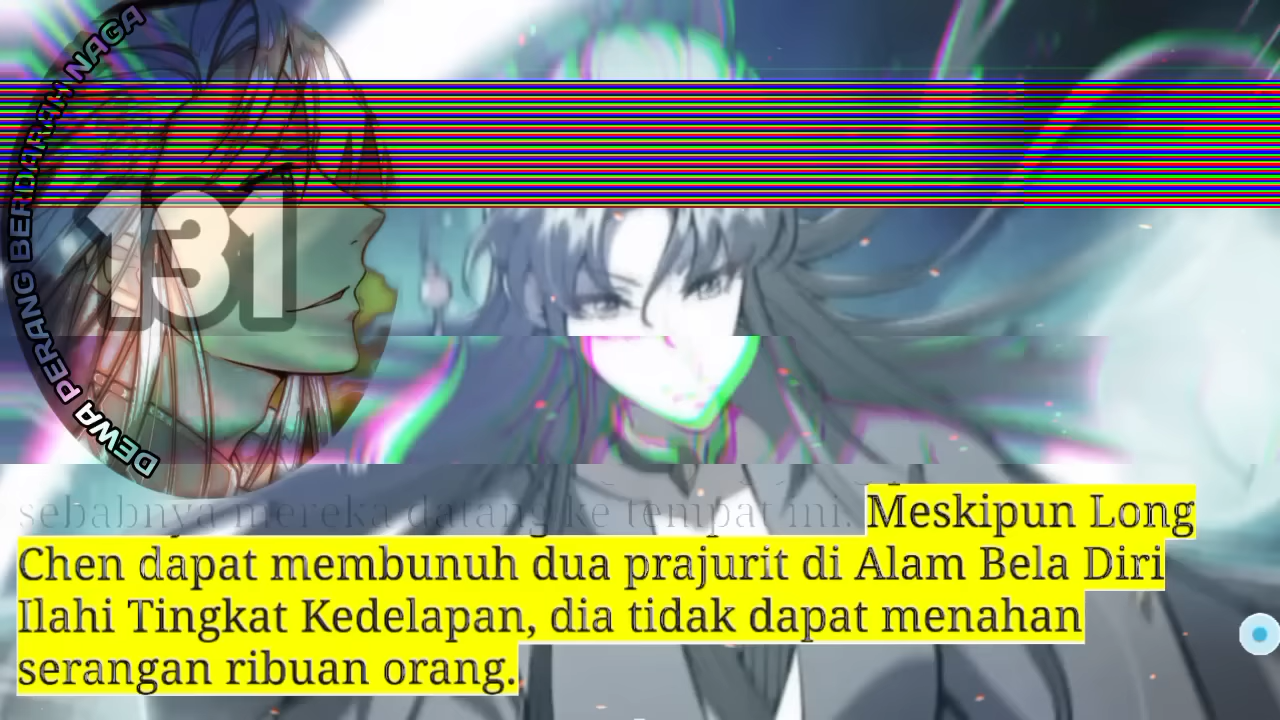 DEWA PERANG BERDARAH NAGA
131
sebabnya mereka datang ke tempat ini. Meskipun Long
Chen dapat membunuh dua prajurit di Alam Bela Diri
Ilahi Tingkat Kedelapan, dia tidak dapat menahan
serangan ribuan orang.